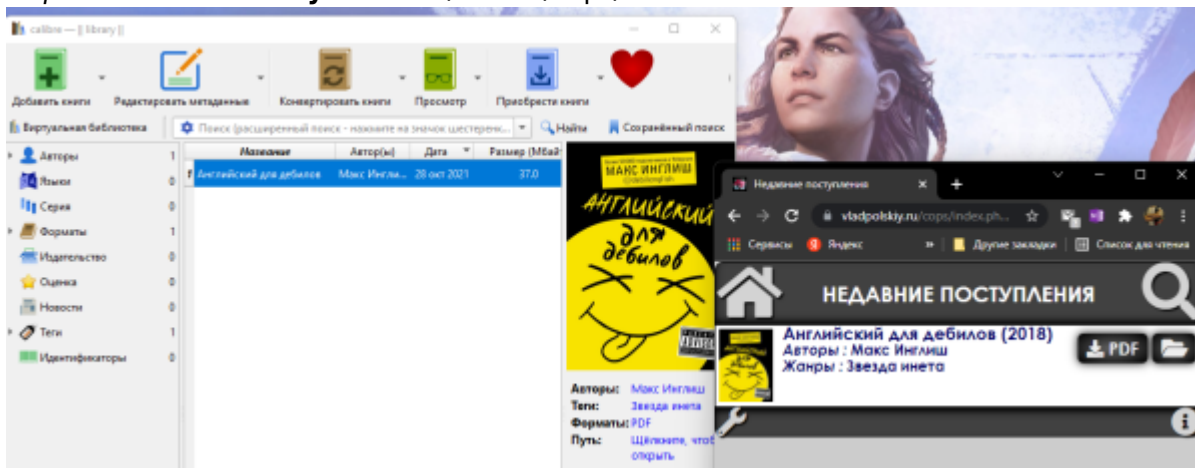 calibre — || library ||
Добавить книги
Редактировать метаданные
Конвертировать книги
Просмотр
Приобрести книги
Виртуальная библиотека
Поиск (расширенный поиск - нажмите на значок шестеренк...
Найти
Сохранённый поиск
Авторы 1
Языки 0
Серия 0
Форматы 1
Издательство 0
Оценка 0
Новости 0
Теги 1
Идентификаторы 0
Название Автор(ы) Дата Размер (Мбай
Английский для дебилов Макс Ингли... 28 окт 2021 37.0
МАКС ИНГЛИШ
АНГЛИЙСКИЙ
для
дебилов
Авторы: Макс Инглиш
Теги: Звезда инета
Форматы: PDF
Путь: Щёлкните, чтоб
открыть
Недавние поступления
vladpolskiy.ru/cops/index.ph...
Сервисы
Яндекс
Другие закладки
Список для чтения
НЕДАВНИЕ ПОСТУПЛЕНИЯ
Английский для дебилов (2018)
Авторы : Макс Инглиш
Жанры : Звезда инета
PDF